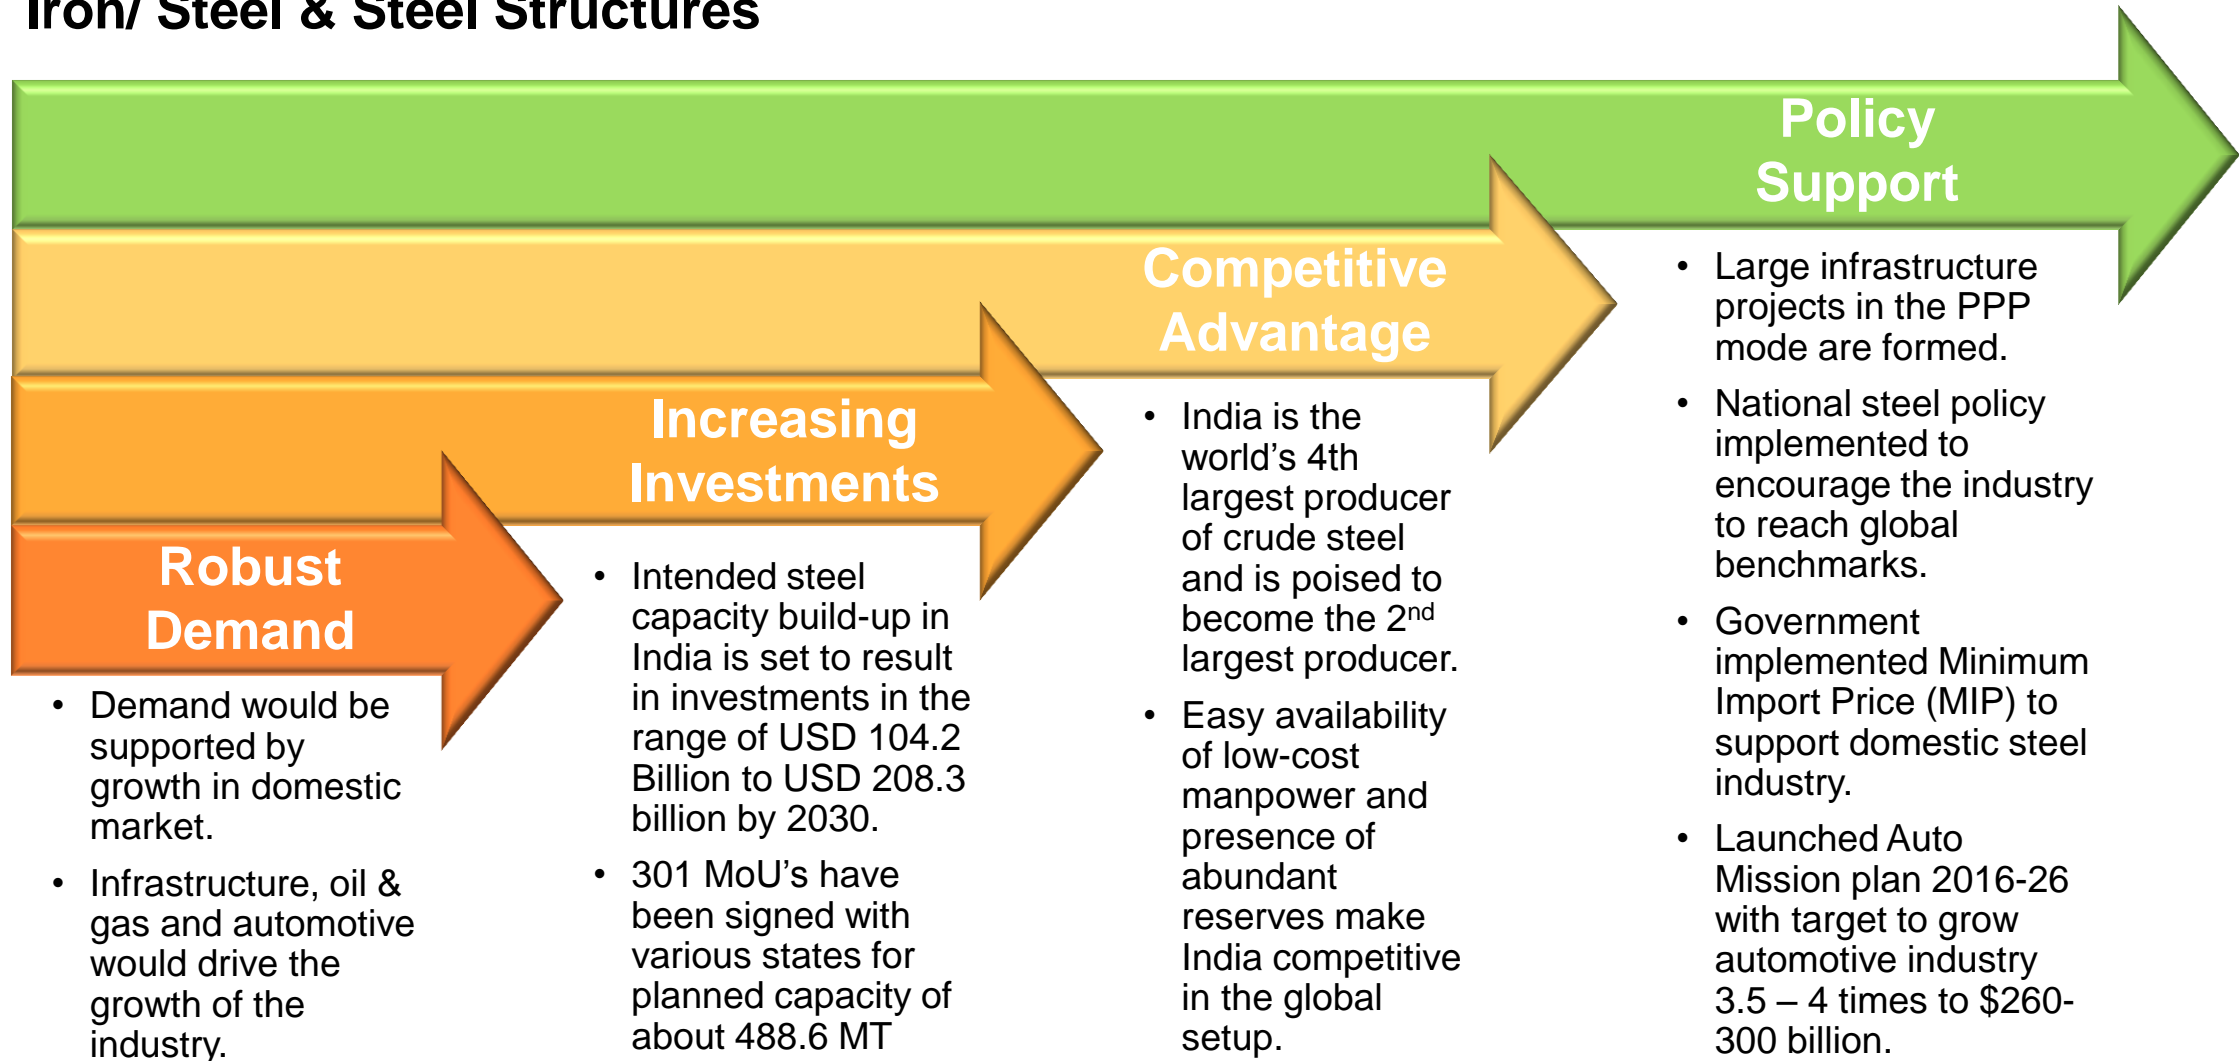 Iron/ Steel & Steel Structures
Policy
Support
Competitive
Advantage
Increasing
Investments
Robust
Demand
• Demand would be
supported by
growth in domestic
market.
• Infrastructure, oil &
gas and automotive
would drive the
growth of the
industry.
• Intended steel
capacity build-up in
India is set to result
in investments in the
range of USD 104.2
Billion to USD 208.3
billion by 2030.
• 301 MoU’s have
been signed with
various states for
planned capacity of
about 488.6 MT
• India is the
world’s 4th
largest producer
of crude steel
and is poised to
become the 2nd
largest producer.
• Easy availability
of low-cost
manpower and
presence of
abundant
reserves make
India competitive
in the global
setup.
• Large infrastructure
projects in the PPP
mode are formed.
• National steel policy
implemented to
encourage the industry
to reach global
benchmarks.
• Government
implemented Minimum
Import Price (MIP) to
support domestic steel
industry.
• Launched Auto
Mission plan 2016-26
with target to grow
automotive industry
3.5 – 4 times to $260-
300 billion.